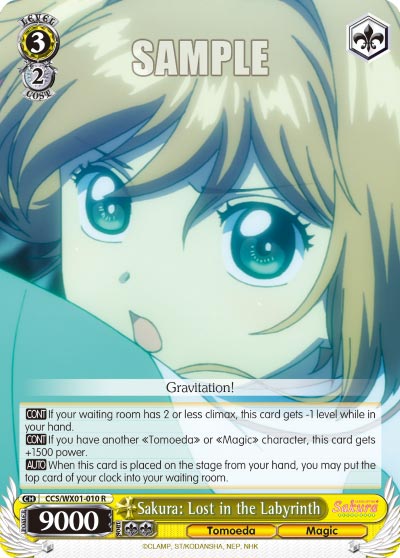 LEVEL
3
2
COST
SAMPLE
Gravitation!
CONT If your waiting room has 2 or less climax, this card gets -1 level while in
your hand.
CONT If you have another «Tomoeda» or «Magic» character, this card gets
+1500 power.
AUTO When this card is placed on the stage from your hand, you may put the
top card of your clock into your waiting room.
CH CCS/WX01-010 R
Sakura: Lost in the Labyrinth
Sakura
POWER
9000
SOUL
Tomoeda
Magic
©CLAMP, ST/KODANSHA, NEP, NHK